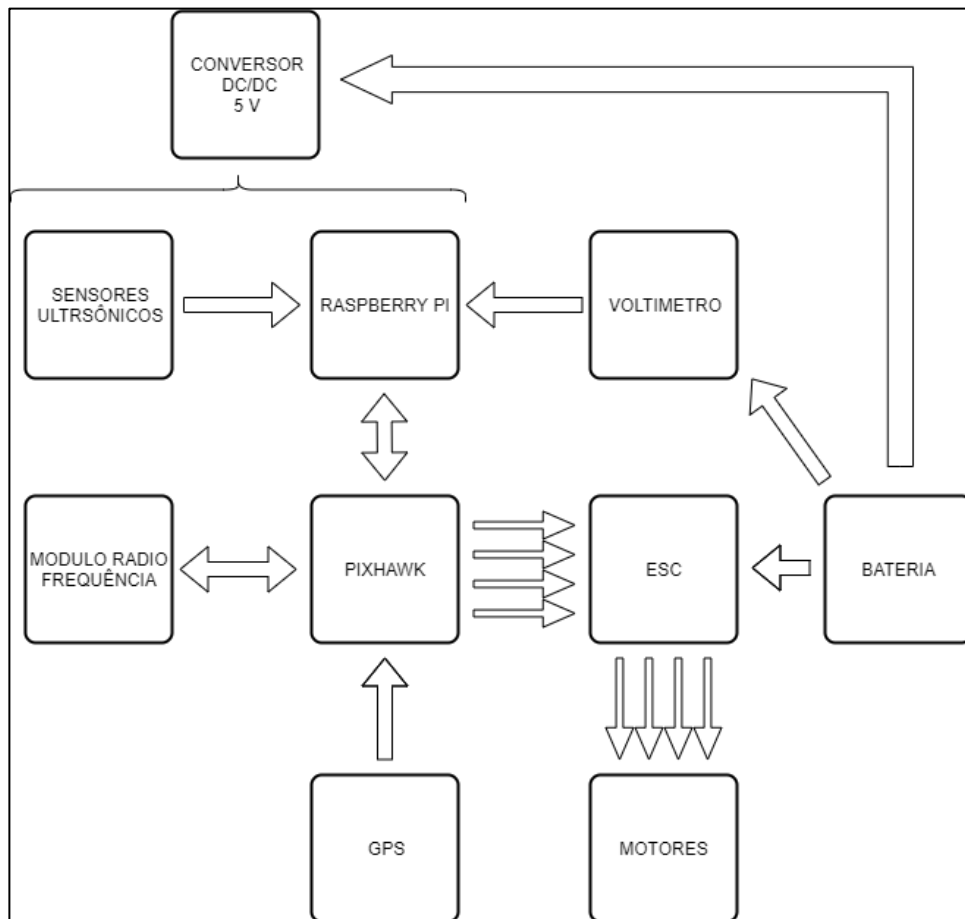 CONVERSOR
DC/DC
5 V
SENSORES
ULTRSÔNICOS
RASPBERRY PI
VOLTIMETRO
MODULO RADIO
FREQUÊNCIA
PIXHAWK
ESC
BATERIA
GPS
MOTORES